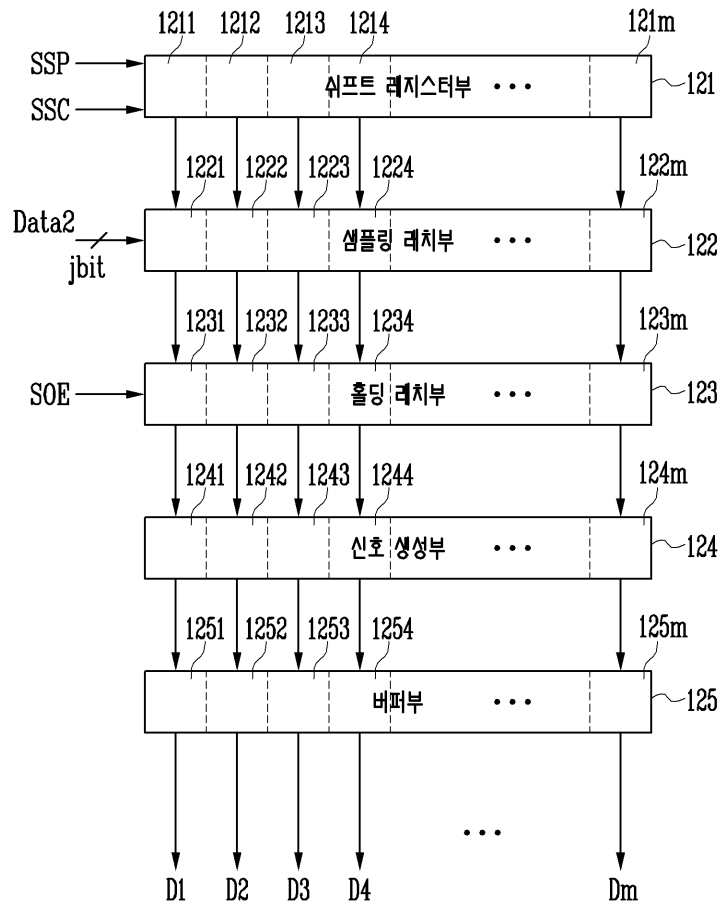 1211 1212 1213 1214 121m
SSP
쉬프트 레지스터부 ••• 121
SSC
1221 1222 1223 1224 122m
Data2
샘플링 래치부 ••• 122
jbit
1231 1232 1233 1234 123m
SOE 홀딩 래치부 ••• 123
1241 1242 1243 1244 124m
신호 생성부 ••• 124
1251 1252 1253 1254 125m
버퍼부 ••• 125
•••
D1 D2 D3 D4 Dm